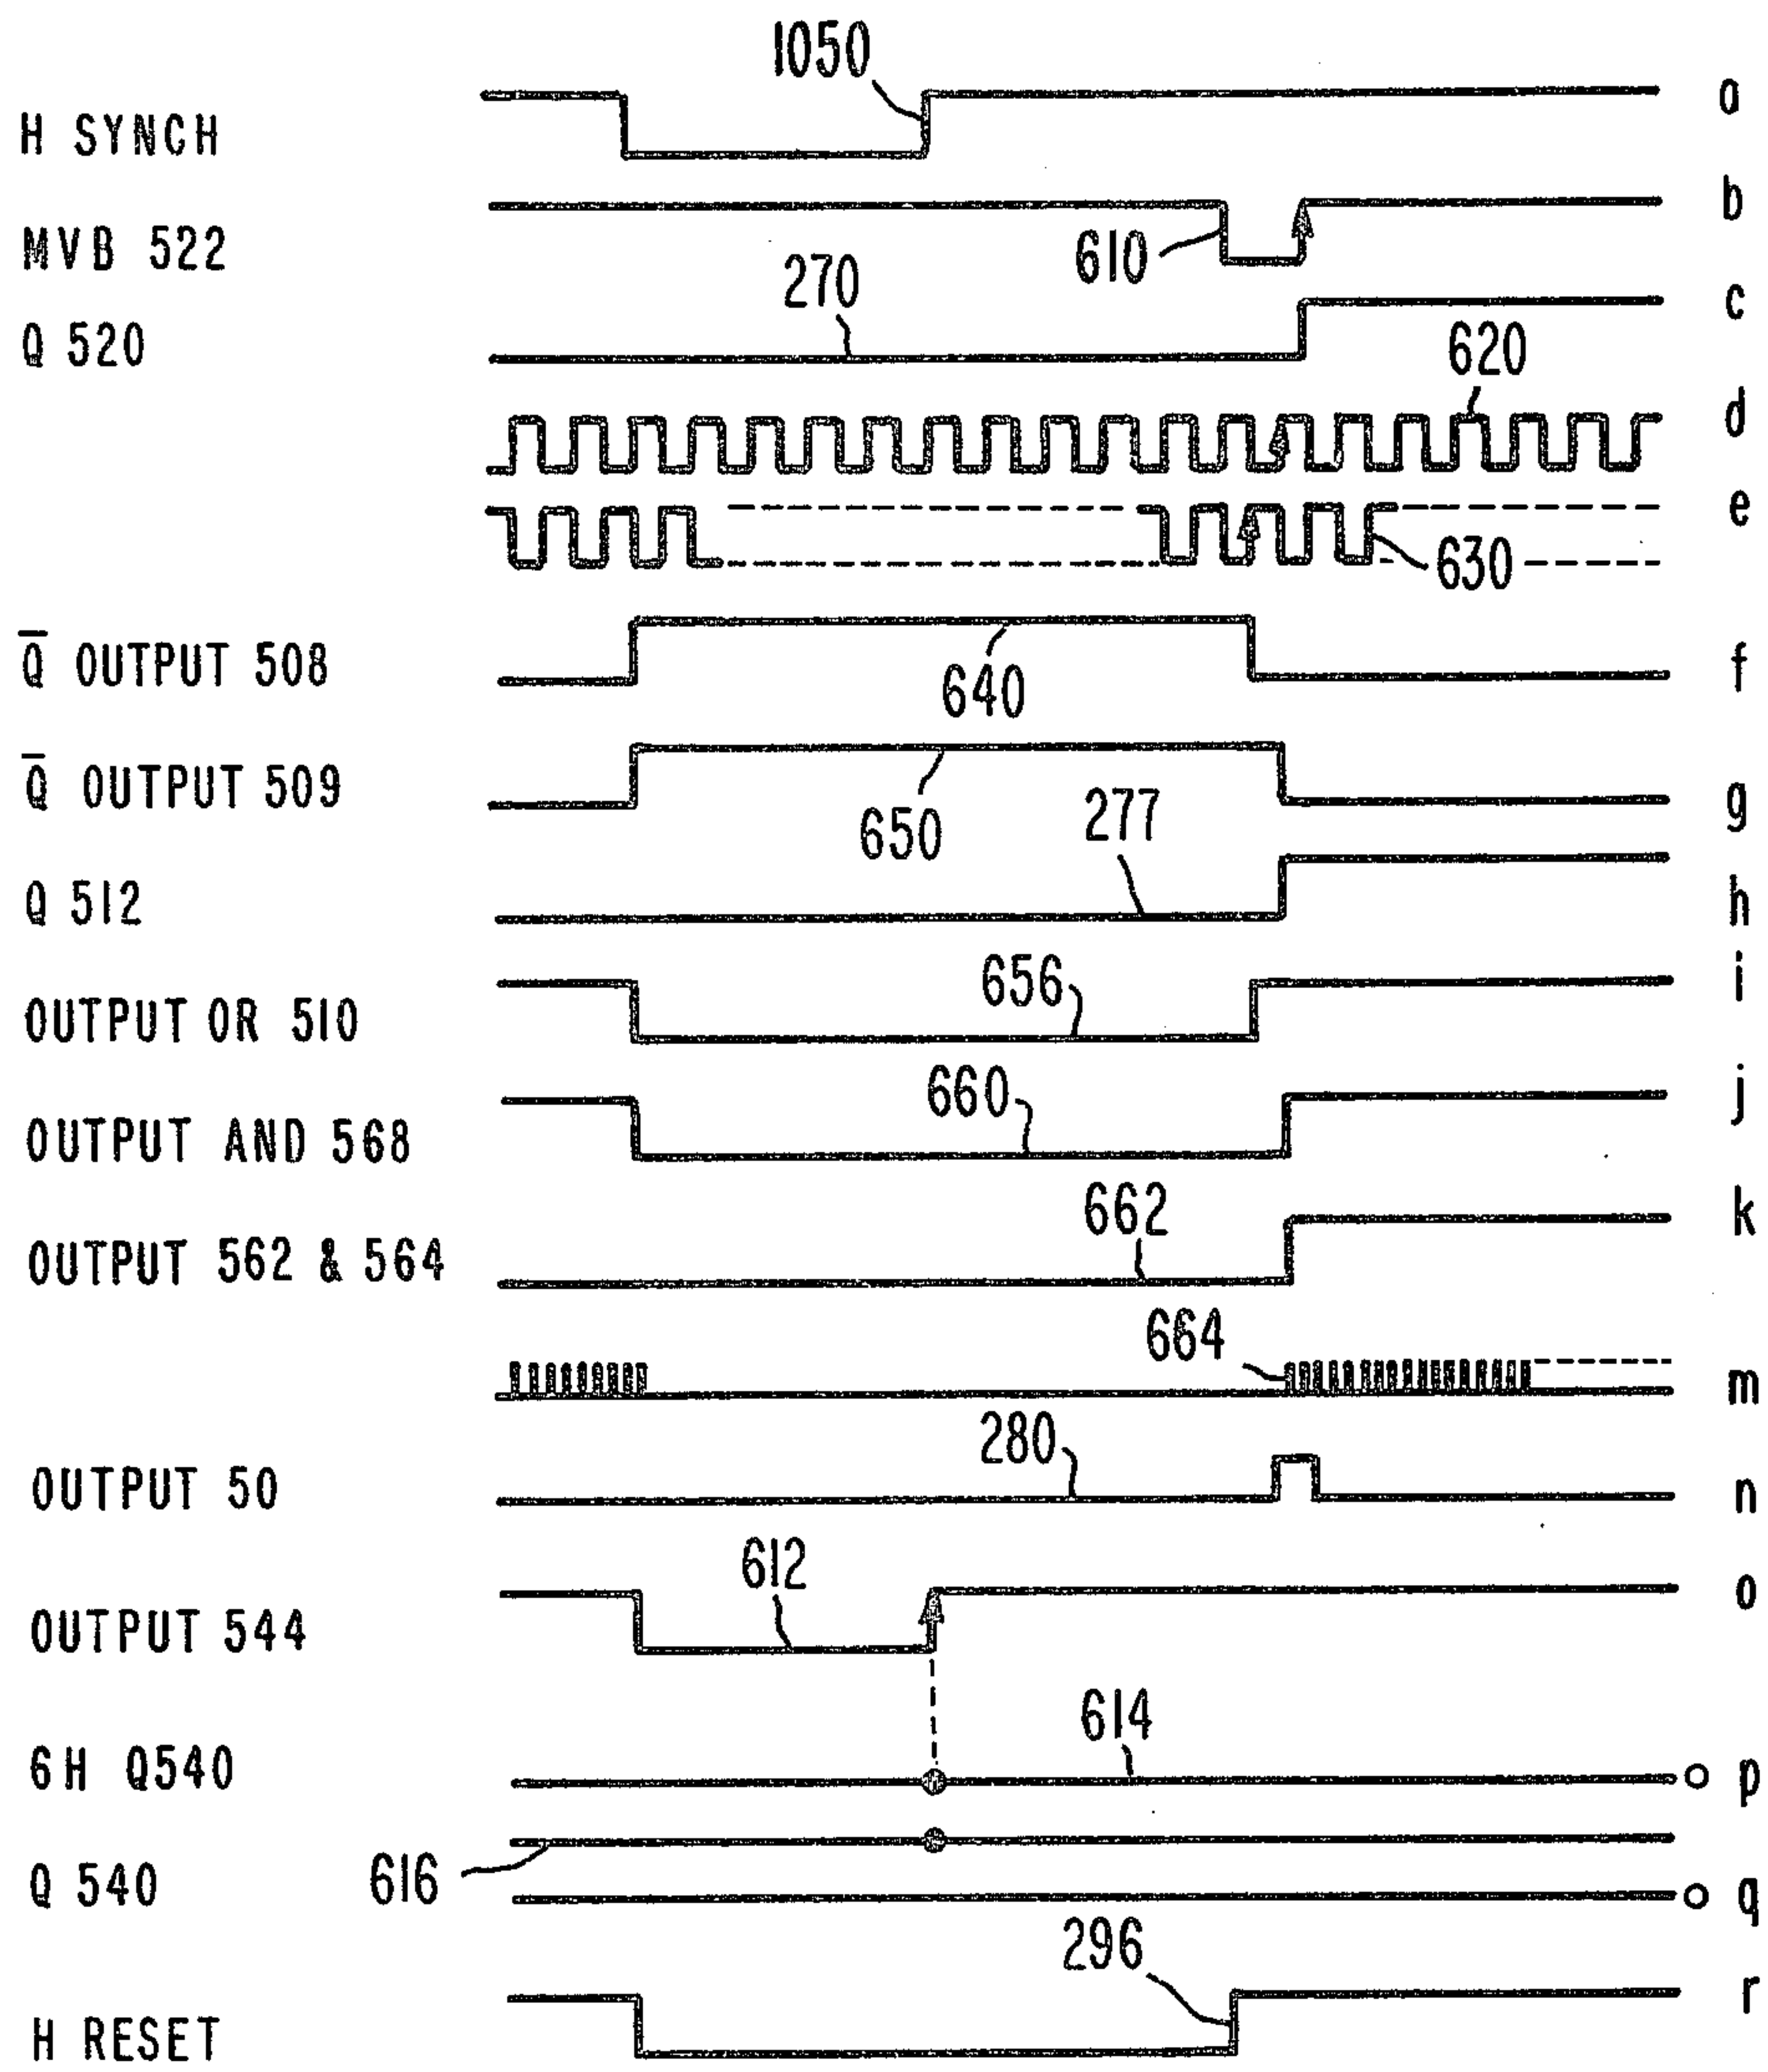 1050
a
H SYNCH
b
MVB 522
610
270
c
Q 520
620
d
e
630
Q̅ OUTPUT 508
640
f
Q̅ OUTPUT 509
650
277
g
Q 512
h
656
i
OUTPUT OR 510
660
j
OUTPUT AND 568
662
k
OUTPUT 562 & 564
664
m
280
OUTPUT 50
n
612
o
OUTPUT 544
614
6H Q540
p
616
Q 540
q
296
r
H RESET